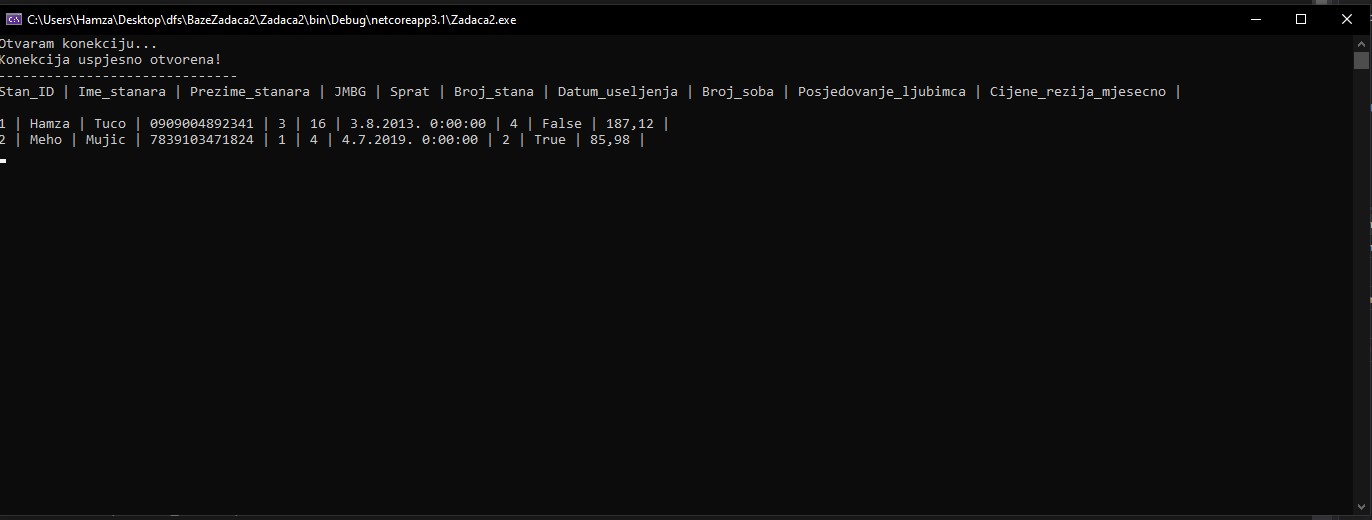 C:\Users\Hamza\Desktop\dfs\BazeZadaca2\Zadaca2\bin\Debug\netcoreapp3.1\Zadaca2.exe
Otvaram konekciju...
Konekcija uspjesno otvorena!
------------------------------
Stan_ID | Ime_stanara | Prezime_stanara | JMBG | Sprat | Broj_stana | Datum_useljenja | Broj_soba | Posjedovanje_ljubimca | Cijene_rezija_mjesecno |
1 | Hamza | Tuco | 0909004892341 | 3 | 16 | 3.8.2013. 0:00:00 | 4 | False | 187,12 |
2 | Meho | Mujic | 7839103471824 | 1 | 4 | 4.7.2019. 0:00:00 | 2 | True | 85,98 |